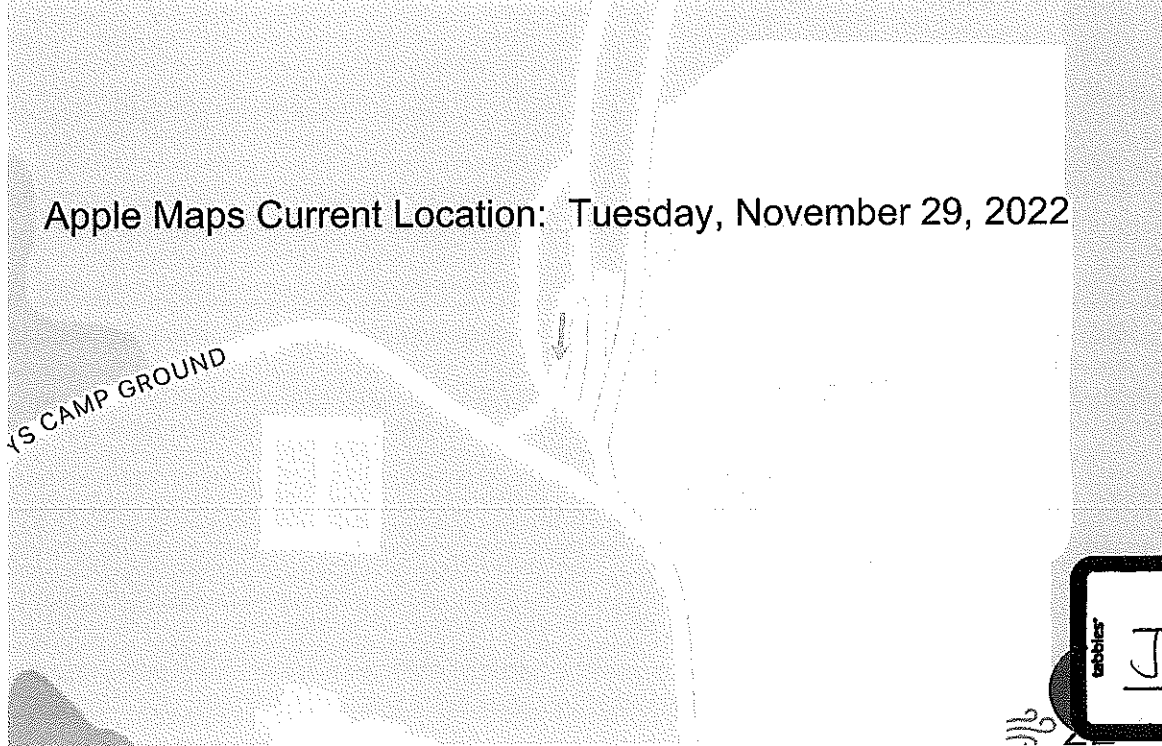 Apple Maps Current Location: Tuesday, November 29, 2022
YS CAMP GROUND
tabbies